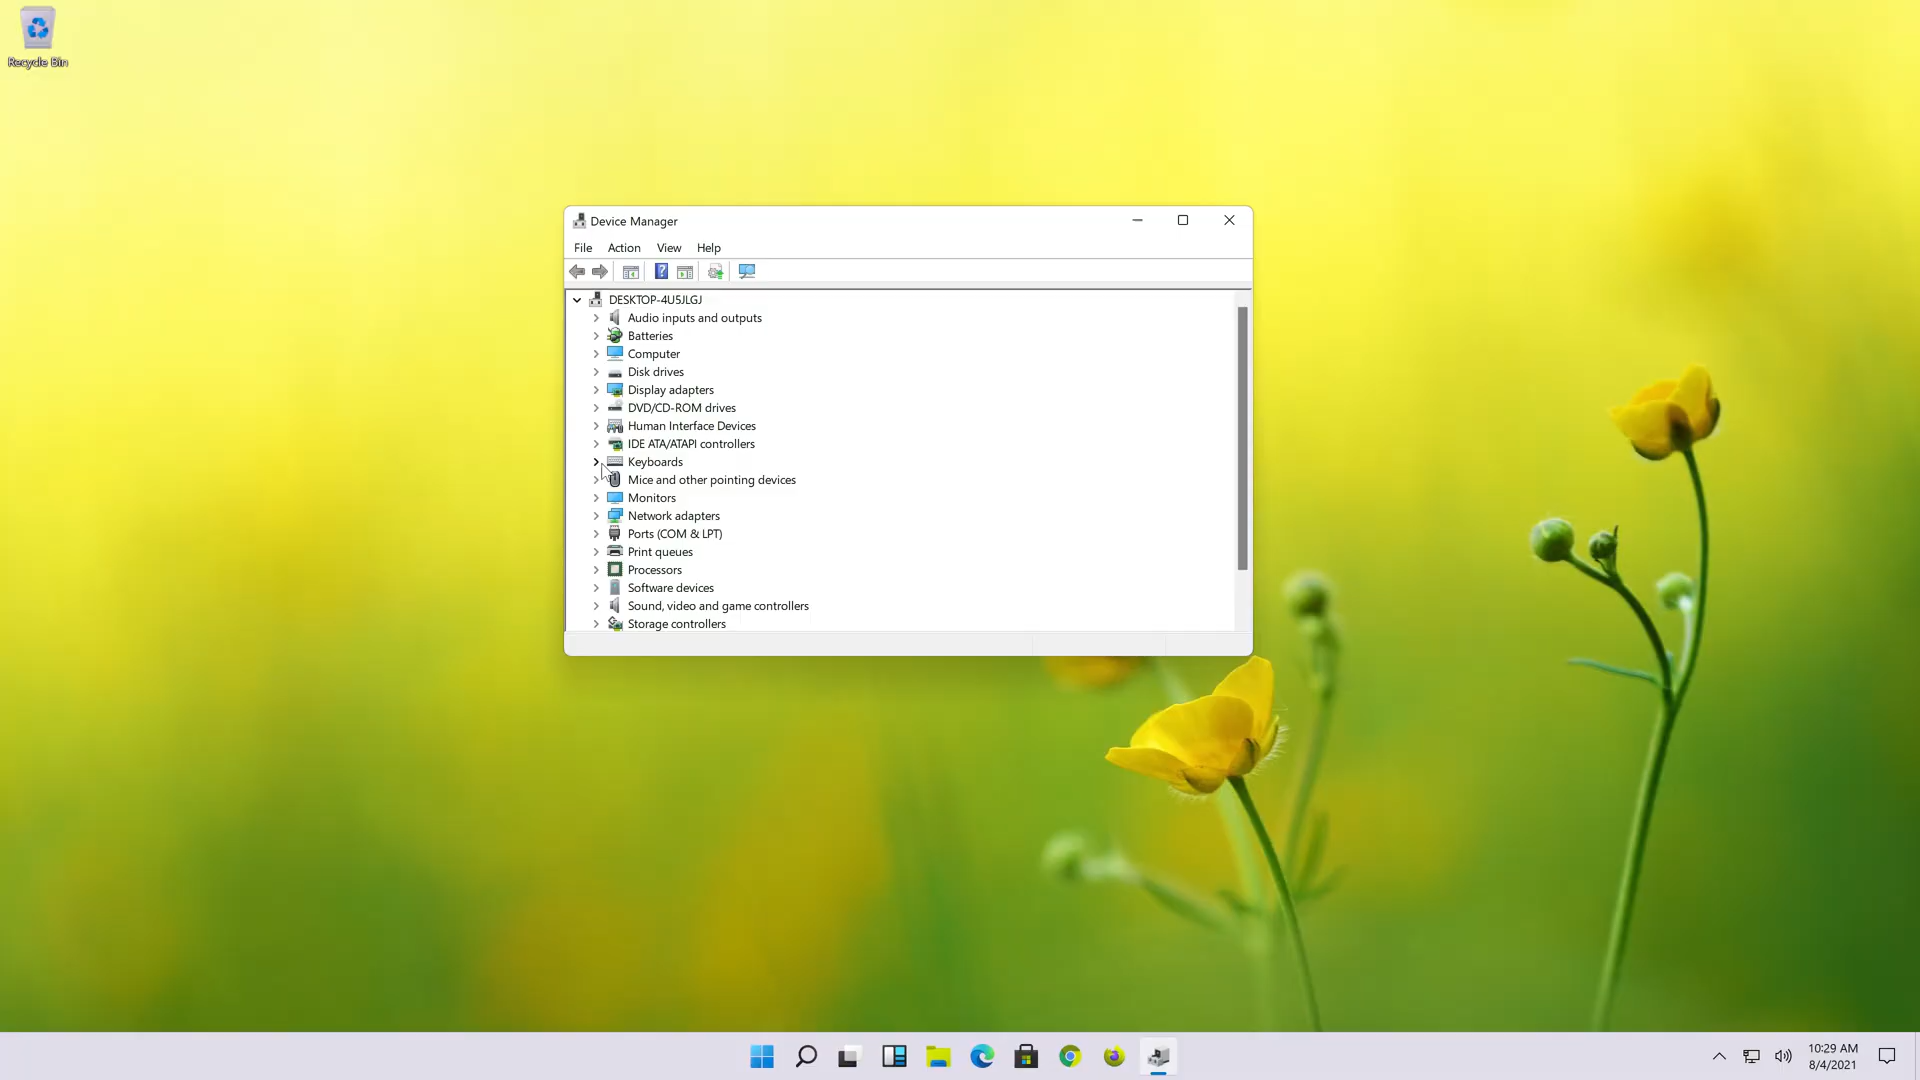 Recycle Bin
Device Manager
File Action View Help
DESKTOP-4U5JLGJ
Audio inputs and outputs
Batteries
Computer
Disk drives
Display adapters
DVD/CD-ROM drives
Human Interface Devices
IDE ATA/ATAPI controllers
Keyboards
Mice and other pointing devices
Monitors
Network adapters
Ports (COM & LPT)
Print queues
Processors
Software devices
Sound, video and game controllers
Storage controllers
10:29 AM
8/4/2021